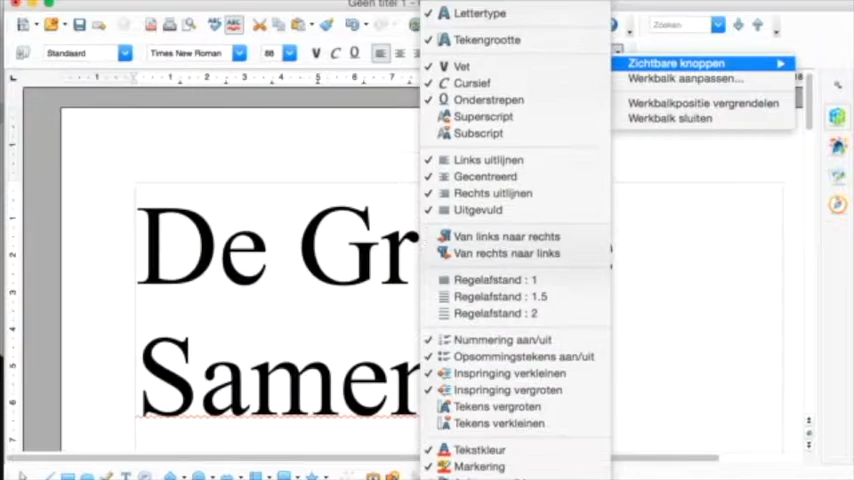 Geen titel 1 -
Zoeken
Standaard
Times New Roman
88
Lettertype
Tekengrootte
Vet
Cursief
Onderstrepen
Superscript
Subscript
Links uitlijnen
Gecentreerd
Rechts uitlijnen
Uitgevuld
Van links naar rechts
Van rechts naar links
Regelafstand : 1
Regelafstand : 1.5
Regelafstand : 2
Nummering aan/uit
Opsommingstekens aan/uit
Inspringing verkleinen
Inspringing vergroten
Tekens vergroten
Tekens verkleinen
Tekstkleur
Markering
Zichtbare knoppen
Werkbalk aanpassen...
Werkbalkpositie vergrendelen
Werkbalk sluiten
De Gr
Samen